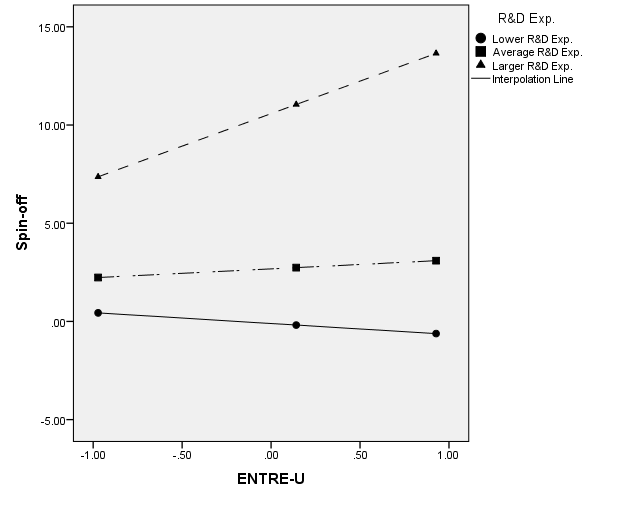 R&D Exp.
Lower R&D Exp.
Average R&D Exp.
Larger R&D Exp.
Interpolation Line
15.00
10.00
5.00
.00
-5.00
Spin-off
-1.00 -.50 .00 .50 1.00
ENTRE-U